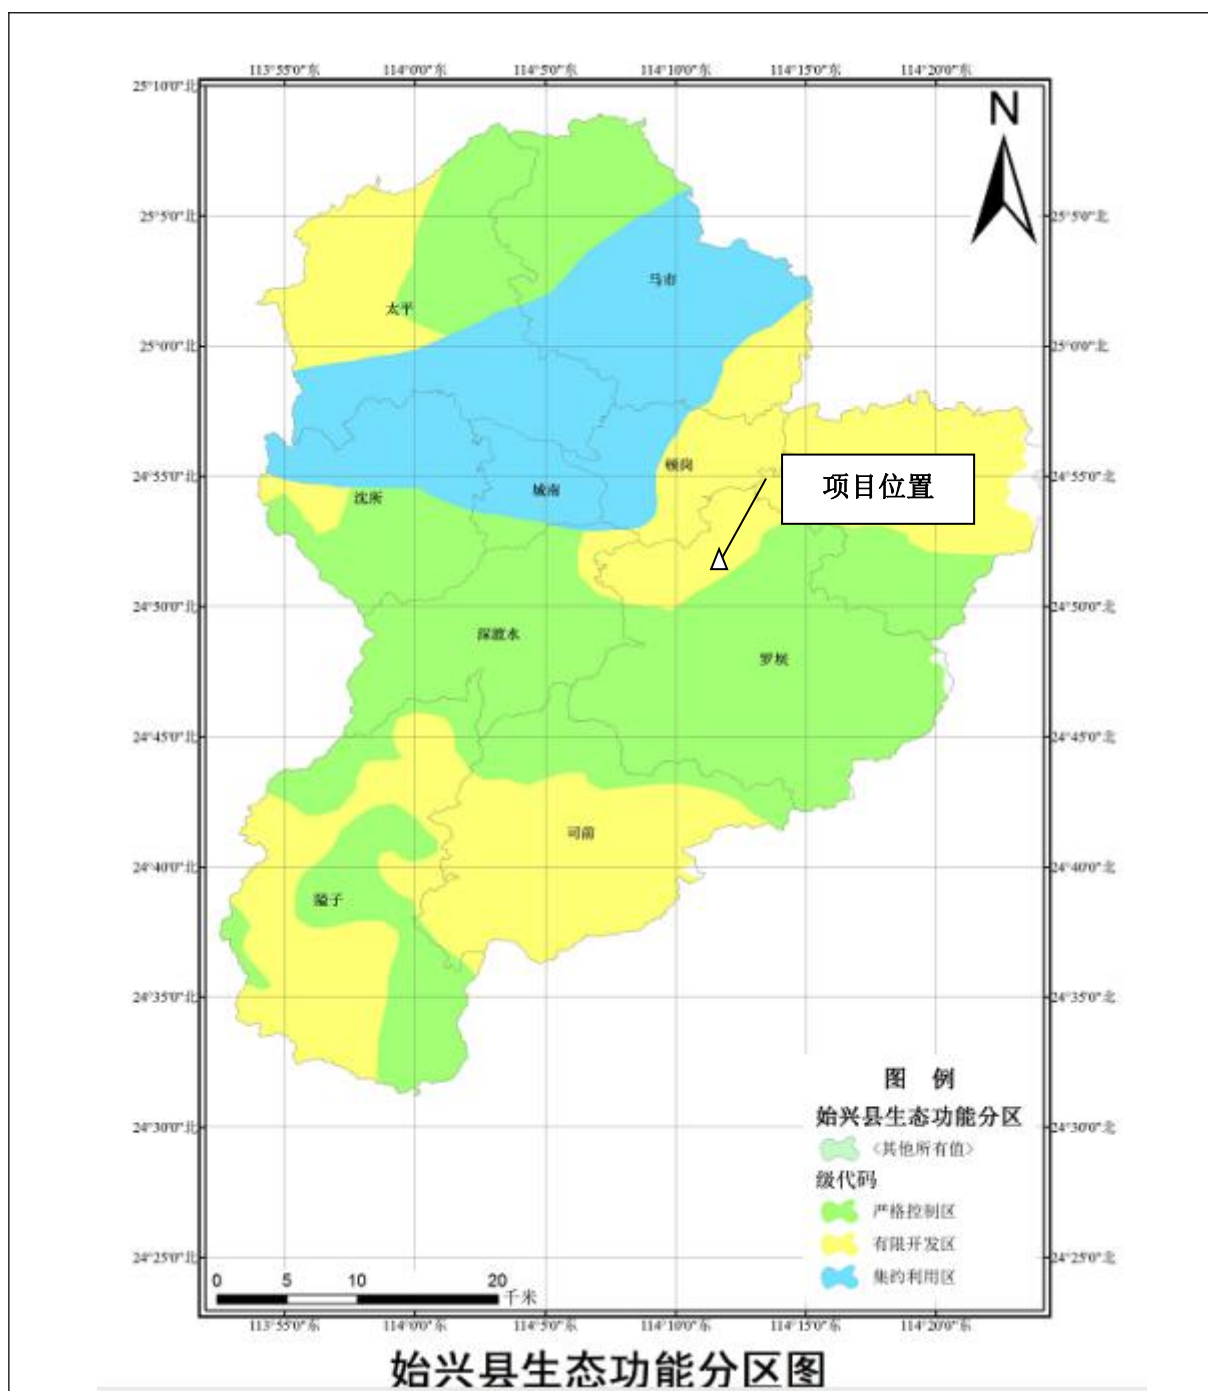 113°55'0"东 114°0'0"东 114°5'0"东 114°10'0"东 114°15'0"东 114°20'0"东
25°10'0"北
N
25°5'0"北 25°5'0"北
马市
太平
25°0'0"北 25°0'0"北
顿岗
24°55'0"北 24°55'0"北
项目位置
城南
沈所
24°50'0"北 24°50'0"北
深渡水
罗坝
24°45'0"北 24°45'0"北
司前
24°40'0"北 24°40'0"北
隘子
24°35'0"北 24°35'0"北
图 例
始兴县生态功能分区
24°30'0"北 24°30'0"北
<其他所有值>
级代码
严格控制区
有限开发区
24°25'0"北 24°25'0"北
集约利用区
0 5 10 20
千米
113°55'0"东 114°0'0"东 114°5'0"东 114°10'0"东 114°15'0"东 114°20'0"东
始兴县生态功能分区图